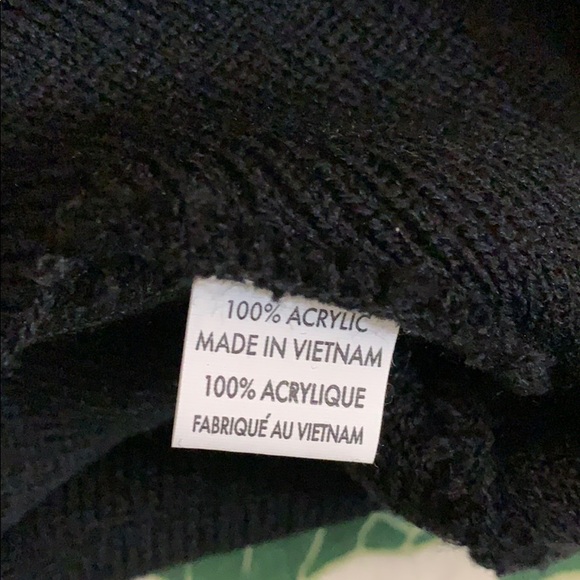 100% ACRYLIC
MADE IN VIETNAM
100% ACRYLIQUE
FABRIQUÉ AU VIETNAM